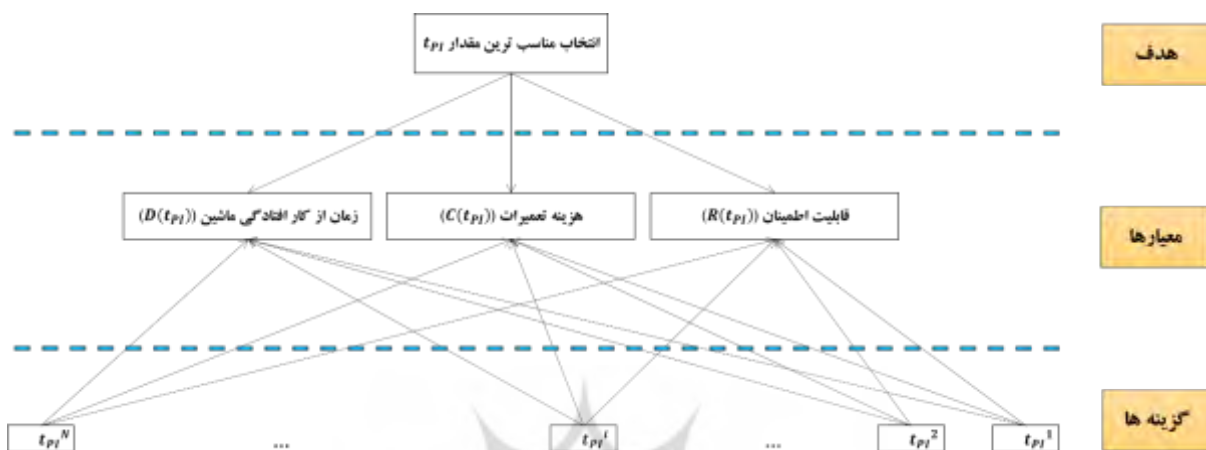 هدف
انتخاب مناسب ترین مقدار t_{PI}
معیارها
قابلیت اطمینان (R(t_{PI}))
هزینه تعمیرات (C(t_{PI}))
زمان از کار افتادگی ماشین (D(t_{PI}))
گزینه ها
t_{PI}^1
t_{PI}^2
...
t_{PI}^i
...
t_{PI}^N